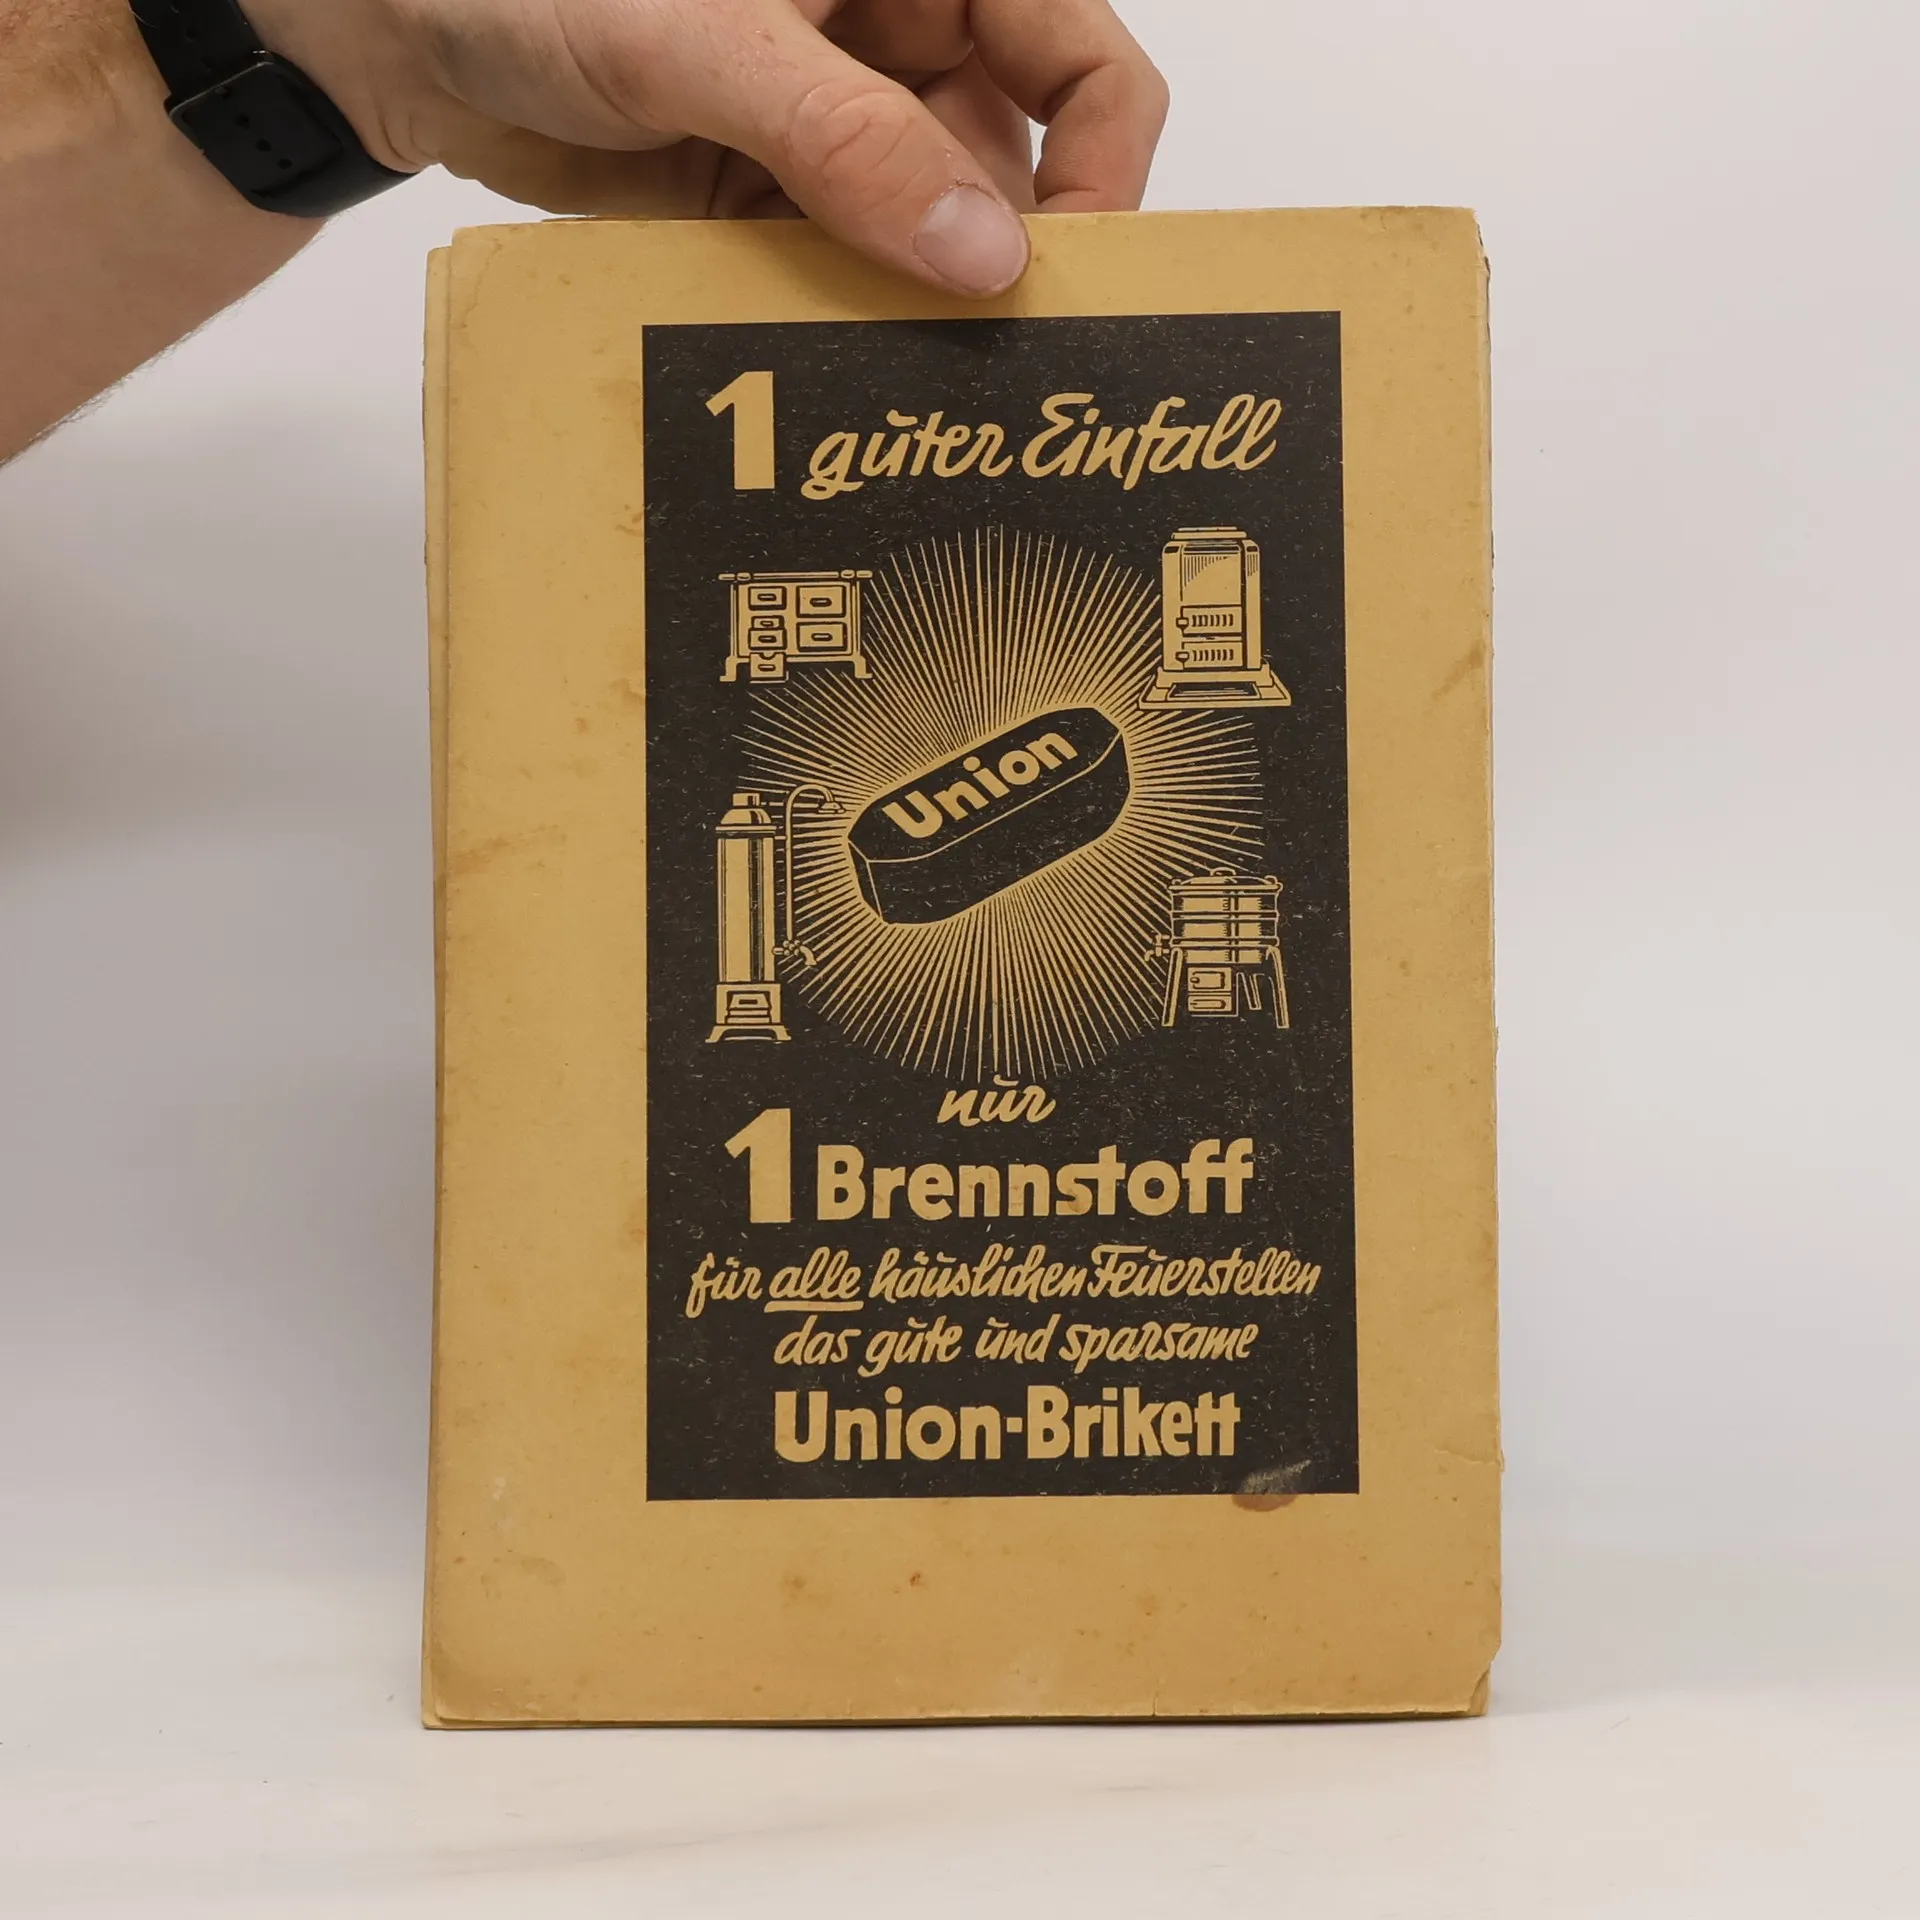 1 guter Einfall
Union
nur
1 Brennstoff
für alle häuslichen Feuerstellen
das gute und sparsame
Union-Brikett